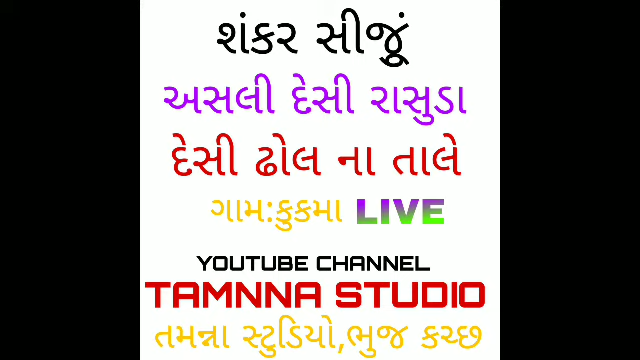 શંકર સીજું
અસલી દેસી રાસુડા
દેસી ઢોલ ના તાલે
ગામ:કુકમા LIVE
YOUTUBE CHANNEL
TAMNNA STUDIO
તમન્ના સ્ટુડિયો,ભુજ કચ્છ